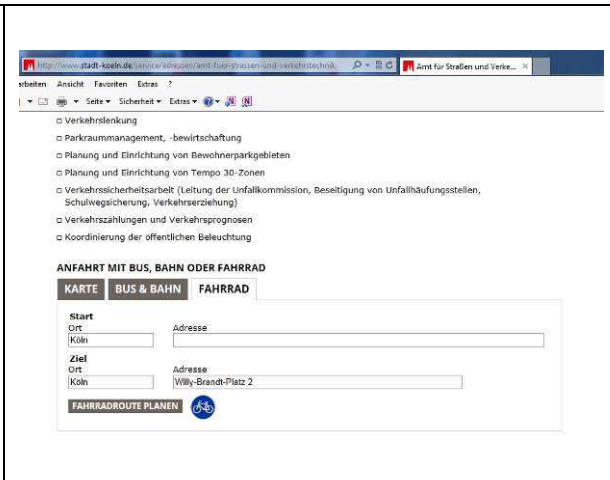 http://www.stadt-koeln.de/service/adressen/amt-fuer-strassen-und-verkehrstechnik
Amt für Straßen und Verke...
arbeiten Ansicht Favoriten Extras ?
Seite Sicherheit Extras
Verkehrslenkung
Parkraummanagement, -bewirtschaftung
Planung und Einrichtung von Bewohnerparkgebieten
Planung und Einrichtung von Tempo 30-Zonen
Verkehrssicherheitsarbeit (Leitung der Unfallkommission, Beseitigung von Unfallhäufungsstellen,
Schulwegsicherung, Verkehrserziehung)
Verkehrszählungen und Verkehrsprognosen
Koordinierung der öffentlichen Beleuchtung
ANFAHRT MIT BUS, BAHN ODER FAHRRAD
KARTE BUS & BAHN FAHRRAD
Start
Ort Adresse
Köln
Ziel
Ort Adresse
Köln Willy-Brandt-Platz 2
FAHRRADROUTE PLANEN